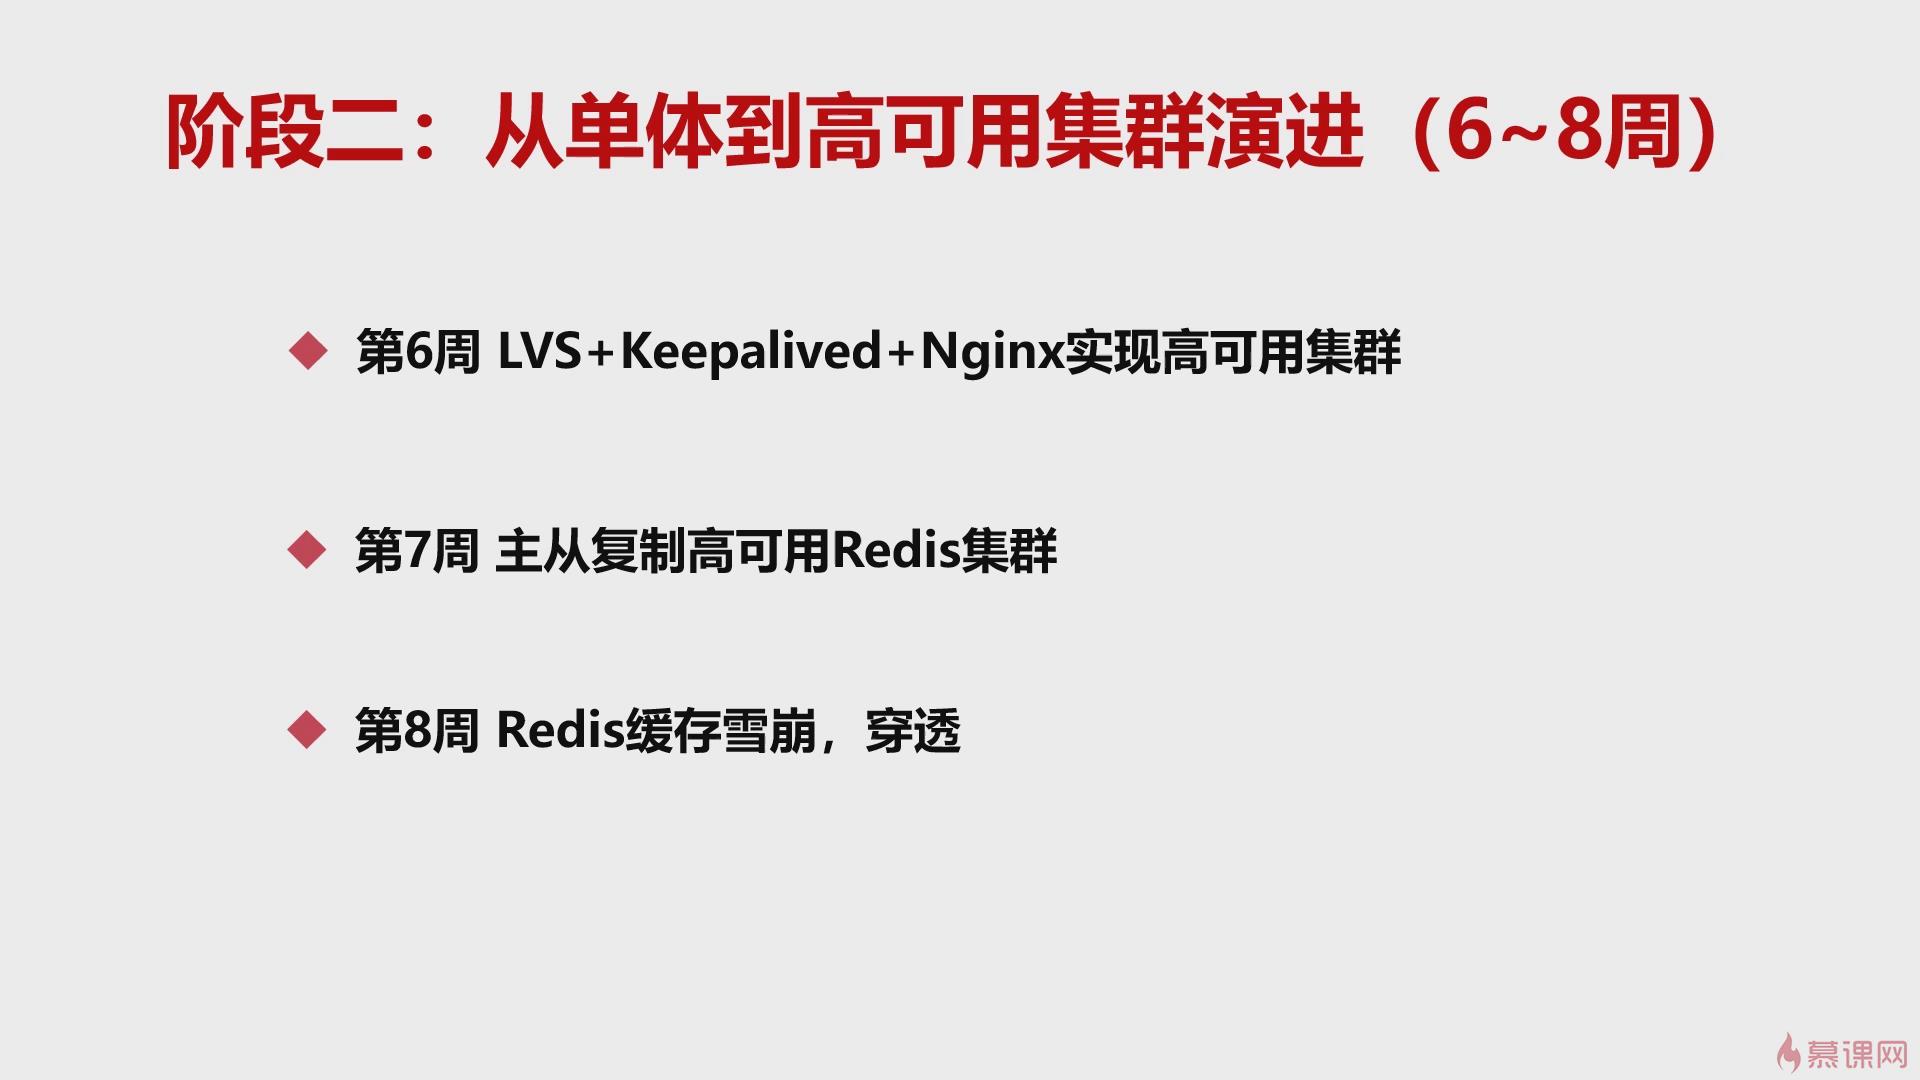 阶段二：从单体到高可用集群演进（6~8周）
第6周 LVS+Keepalived+Nginx实现高可用集群
第7周 主从复制高可用Redis集群
第8周 Redis缓存雪崩，穿透
慕课网